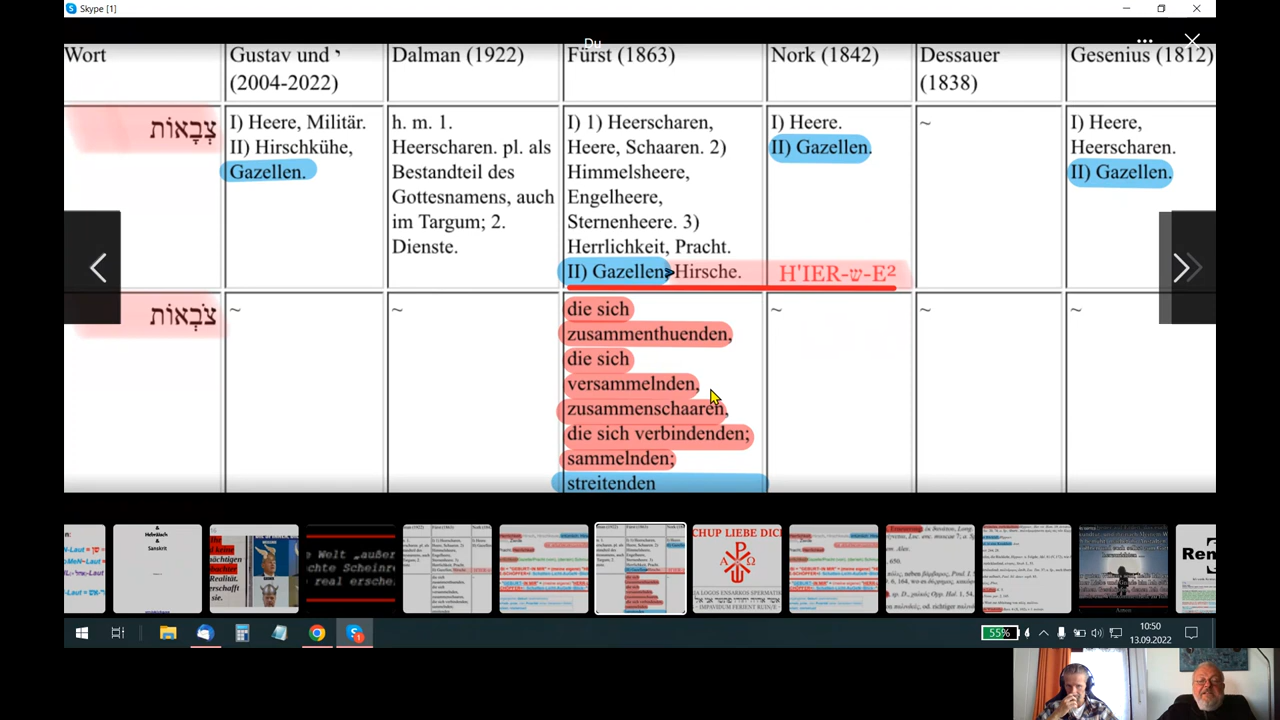 Skype [1]
Du
Wort
Gustav und י
(2004-2022)
Dalman (1922)
Fürst (1863)
Nork (1842)
Dessauer
(1838)
Gesenius (1812)
צְבָאוֹת
I) Heere, Militär.
II) Hirschkühe,
Gazellen.
h. m. 1.
Heerscharen. pl. als
Bestandteil des
Gottesnamens, auch
im Targum; 2.
Dienste.
I) 1) Heerscharen,
Heere, Schaaren. 2)
Himmelsheere,
Engelheere,
Sternenheere. 3)
Herrlichkeit, Pracht.
II) Gazellen>Hirsche.
H'IER-ש-E²
I) Heere.
II) Gazellen.
~
I) Heere,
Heerscharen.
II) Gazellen.
צֹבְאוֹת
~
~
die sich
zusammenthuenden,
die sich
versammelnden,
zusammenschaaren,
die sich verbindenden;
sammelnden;
streitenden
~
~
~
Hebräisch
&
Sanskrit
CHUP LIEBE DICH
Α Ω
55%
10:50
13.09.2022